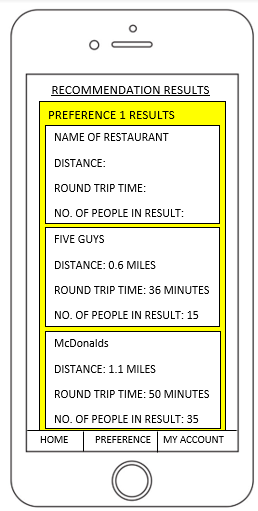 RECOMMENDATION RESULTS
PREFERENCE 1 RESULTS
NAME OF RESTAURANT
DISTANCE:
ROUND TRIP TIME:
NO. OF PEOPLE IN RESULT:
FIVE GUYS
DISTANCE: 0.6 MILES
ROUND TRIP TIME: 36 MINUTES
NO. OF PEOPLE IN RESULT: 15
McDonalds
DISTANCE: 1.1 MILES
ROUND TRIP TIME: 50 MINUTES
NO. OF PEOPLE IN RESULT: 35
HOME PREFERENCE MY ACCOUNT